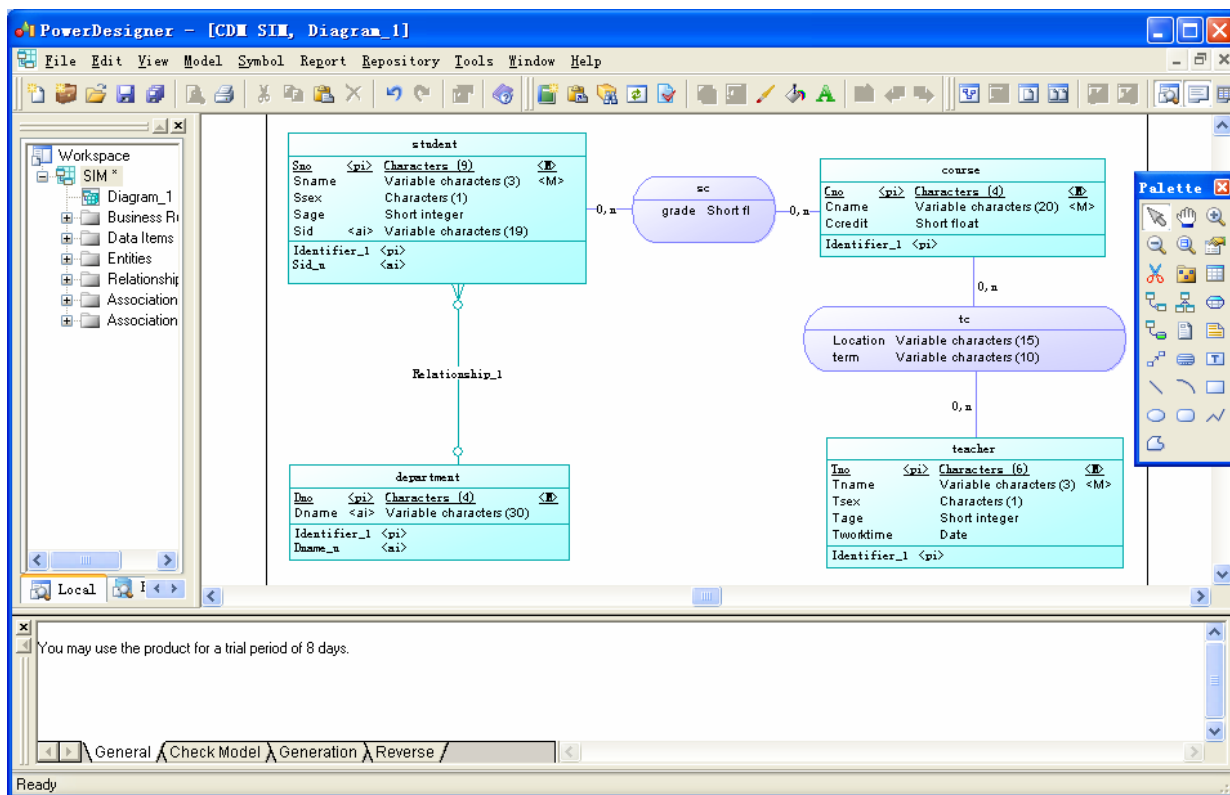 PowerDesigner - [CDM SIM, Diagram_1]
File Edit View Model Symbol Report Repository Tools Window Help
Workspace
SIM *
Diagram_1
Business Ru
Data Items
Entities
Relationship
Association
Association
Local
student
Sno <pi> Characters (9) <M>
Sname Variable characters (3) <M>
Ssex Characters (1)
Sage Short integer
Sid <ai> Variable characters (19)
Identifier_1 <pi>
Sid_u <ai>
0,n
sc
grade Short fl
0,n
course
Cno <pi> Characters (4) <M>
Cname Variable characters (20) <M>
Ccredit Short float
Identifier_1 <pi>
0,n
tc
Location Variable characters (15)
term Variable characters (10)
0,n
teacher
Tno <pi> Characters (6) <M>
Tname Variable characters (3) <M>
Tsex Characters (1)
Tage Short integer
Tworktime Date
Identifier_1 <pi>
Relationship_1
department
Dno <pi> Characters (4) <M>
Dname <ai> Variable characters (30)
Identifier_1 <pi>
Dname_u <ai>
Palette
You may use the product for a trial period of 8 days.
General Check Model Generation Reverse
Ready